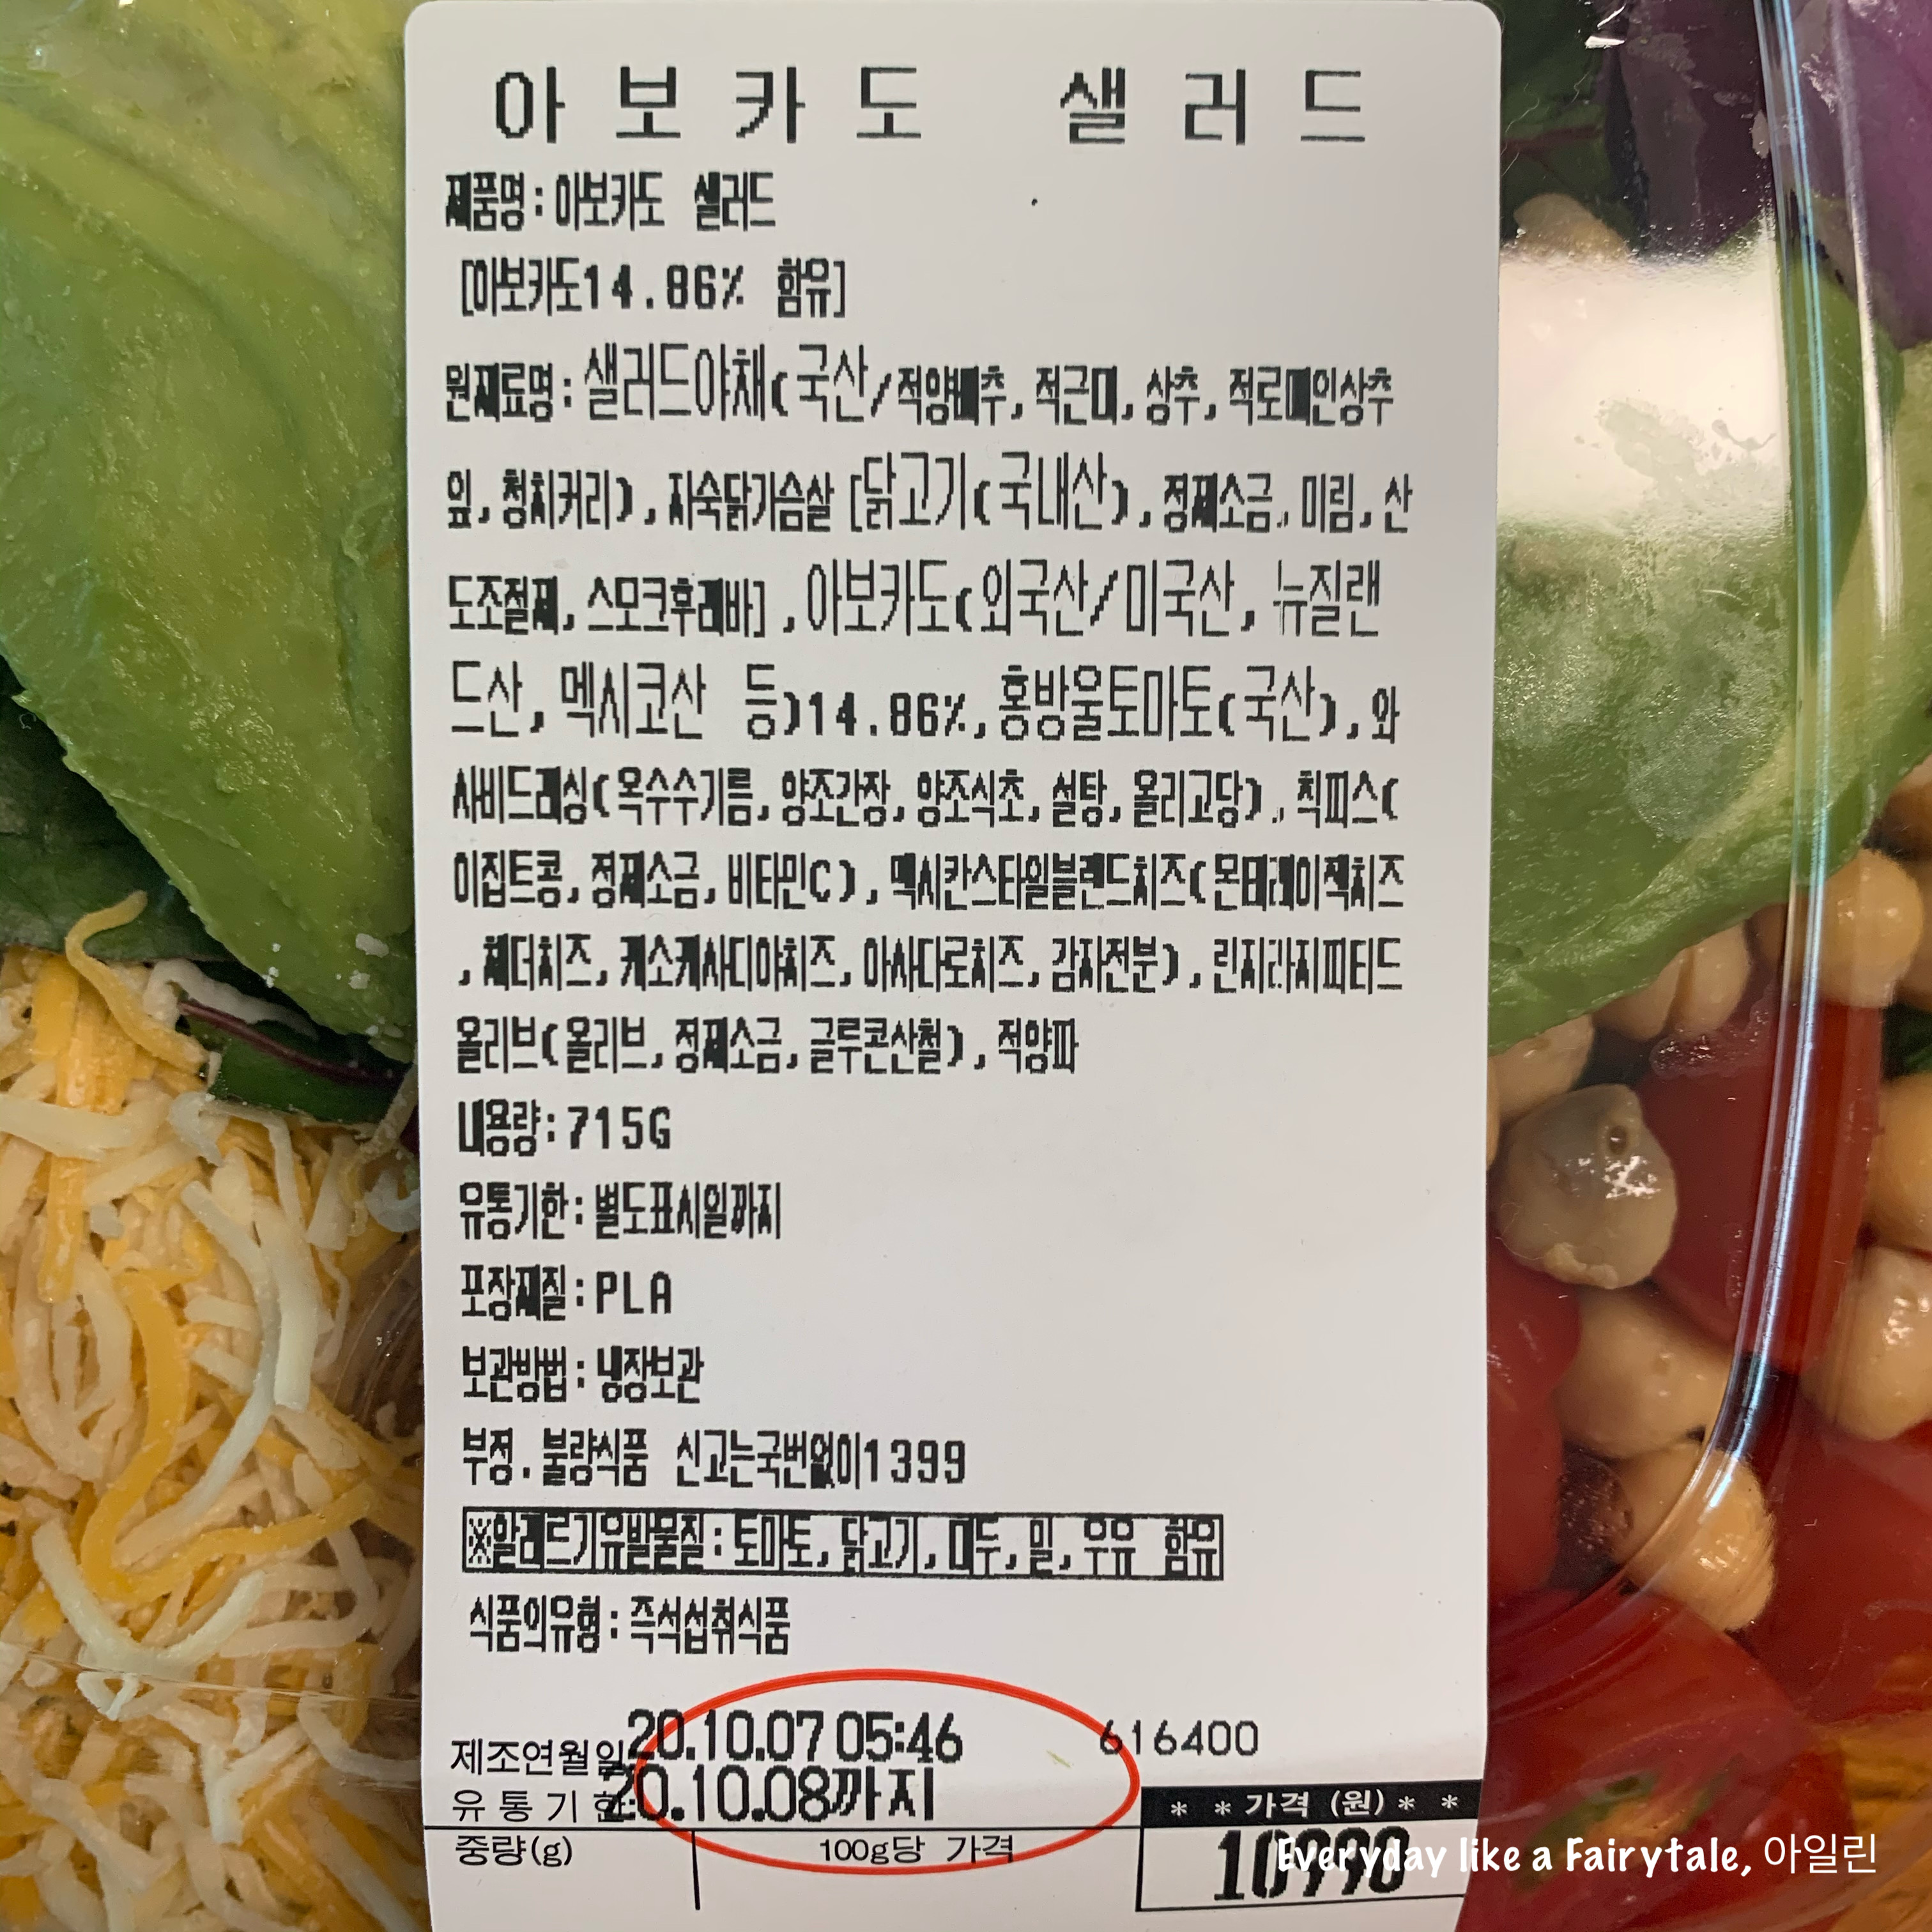 아보카도 샐러드
제품명:아보카도 샐러드
[아보카도14.86% 함유]
원재료명:샐러드야채(국산/적양배추,적근대,상추,적로메인상추
잎,청치커리),자숙닭가슴살[닭고기(국내산),정제소금,미림,산
도조절제,스모크후레바],아보카도(외국산/미국산,뉴질랜
드산,멕시코산 등)14.86%,홍방울토마토(국산),와
사비드레싱(옥수수기름,양조간장,양조식초,설탕,올리고당),칙피스(
이집트콩,정제소금,비타민C),멕시칸스타일블렌드치즈(몬테레이잭치즈
,체더치즈,케소케사디야치즈,아사다로치즈,감자전분),린지라지피티드
올리브(올리브,정제소금,글루콘산철),적양파
내용량:715G
유통기한:별도표시일까지
포장재질:PLA
보관방법:냉장보관
부정.불량식품 신고는국번없이1399
※알레르기유발물질:토마토,닭고기,대두,밀,우유 함유
식품의유형:즉석섭취식품
제조연월일:20.10.07 05:46 616400
유통기한:20.10.08까지
* * 가격 (원) * *
중량(g) 100g당 가격
10990
Everyday like a Fairytale, 아일린